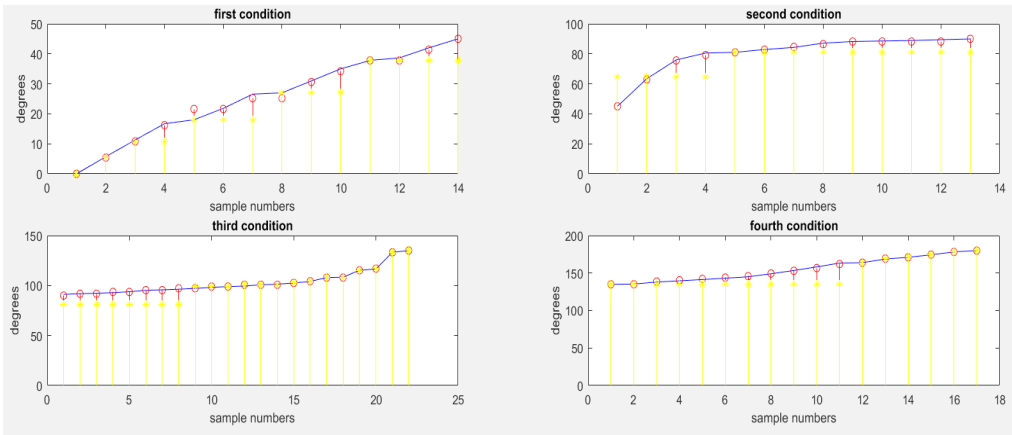 first condition
50
40
30
20
10
0
degrees
0 2 4 6 8 10 12 14
sample numbers
second condition
100
80
60
40
20
0
degrees
0 2 4 6 8 10 12 14
sample numbers
third condition
150
100
50
0
degrees
0 5 10 15 20 25
sample numbers
fourth condition
200
150
100
50
0
degrees
0 2 4 6 8 10 12 14 16 18
sample numbers